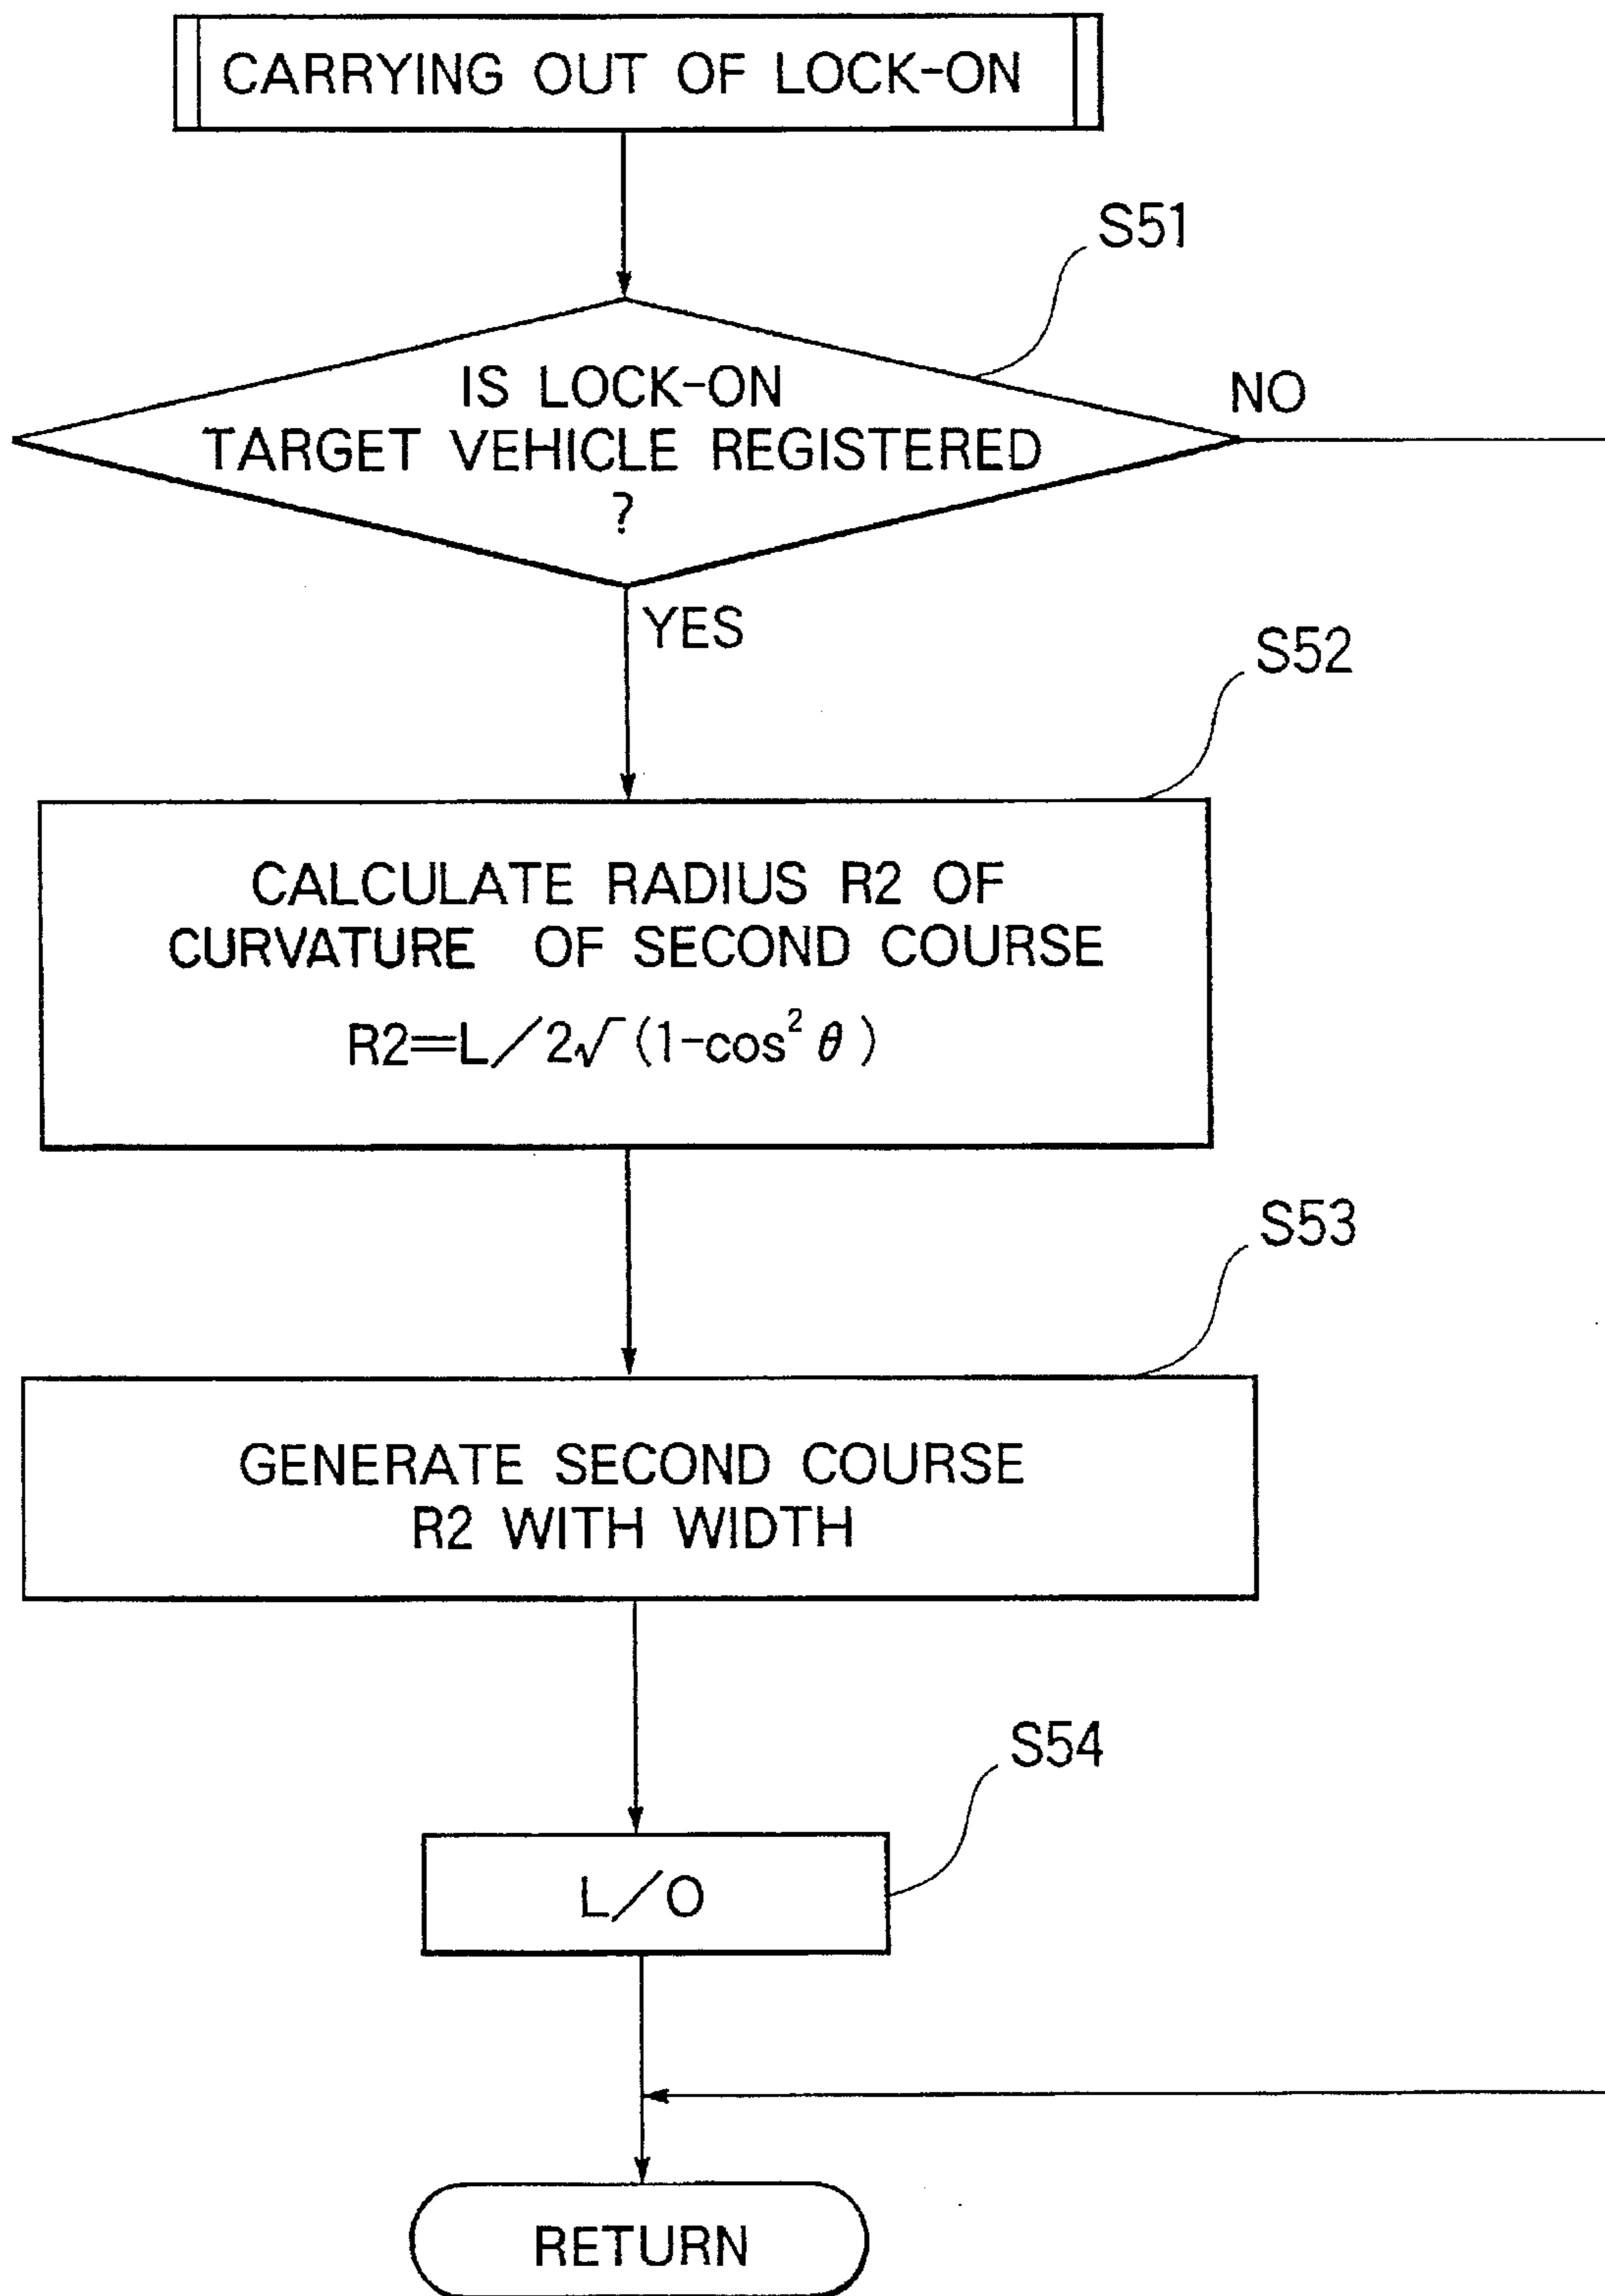 CARRYING OUT OF LOCK-ON
S51
IS LOCK-ON
NO
TARGET VEHICLE REGISTERED
?
YES
S52
CALCULATE RADIUS R2 OF
CURVATURE OF SECOND COURSE
R2=L/2√(1-cos² θ)
S53
GENERATE SECOND COURSE
R2 WITH WIDTH
S54
L/O
RETURN